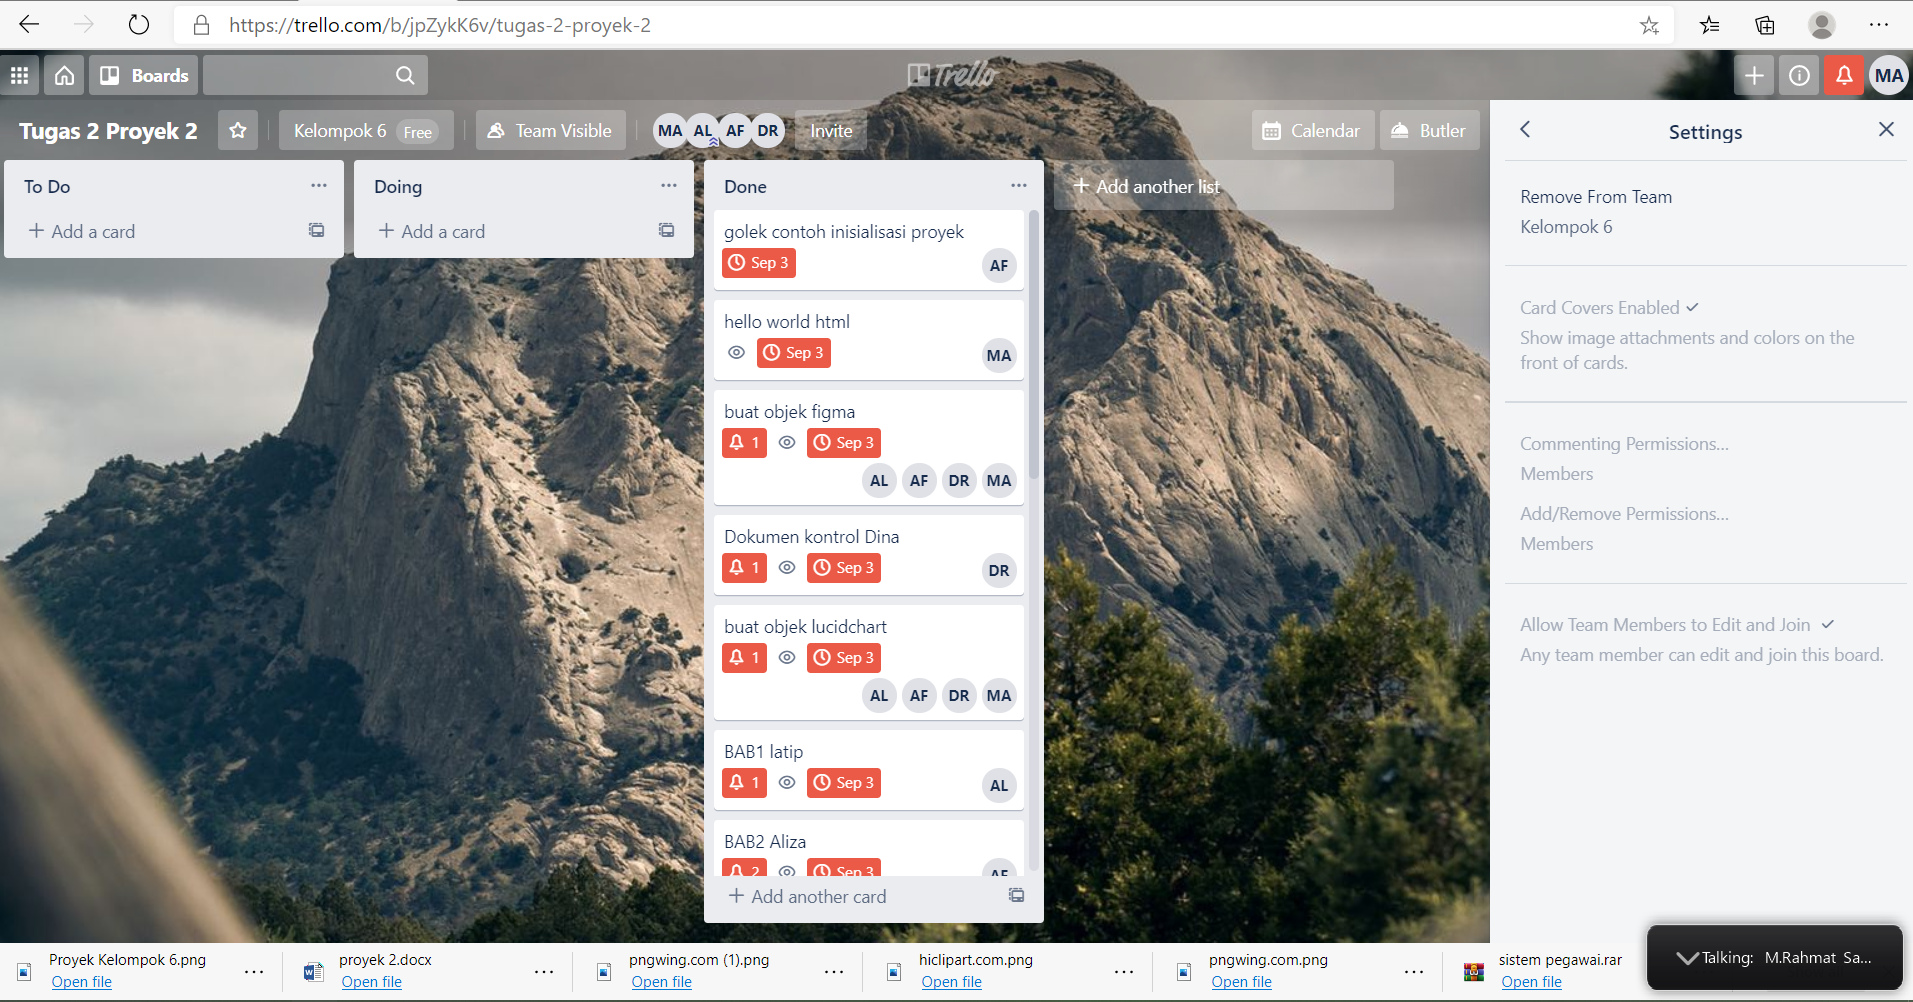 https://trello.com/b/jpZykK6v/tugas-2-proyek-2
Boards
Trello
MA
Tugas 2 Proyek 2
Kelompok 6 Free
Team Visible
MA AL AF DR
Invite
Calendar
Butler
To Do
Add a card
Doing
Add a card
Done
golek contoh inisialisasi proyek
Sep 3
AF
hello world html
Sep 3
MA
buat objek figma
1 Sep 3
AL AF DR MA
Dokumen kontrol Dina
1 Sep 3
DR
buat objek lucidchart
1 Sep 3
AL AF DR MA
BAB1 latip
1 Sep 3
AL
BAB2 Aliza
2 Sep 3
AF
Add another card
Add another list
Settings
Remove From Team
Kelompok 6
Card Covers Enabled
Show image attachments and colors on the
front of cards.
Commenting Permissions...
Members
Add/Remove Permissions...
Members
Allow Team Members to Edit and Join
Any team member can edit and join this board.
Proyek Kelompok 6.png
Open file
proyek 2.docx
Open file
pngwing.com (1).png
Open file
hiclipart.com.png
Open file
pngwing.com.png
Open file
sistem pegawai.rar
Open file
Talking: M.Rahmat Sa...